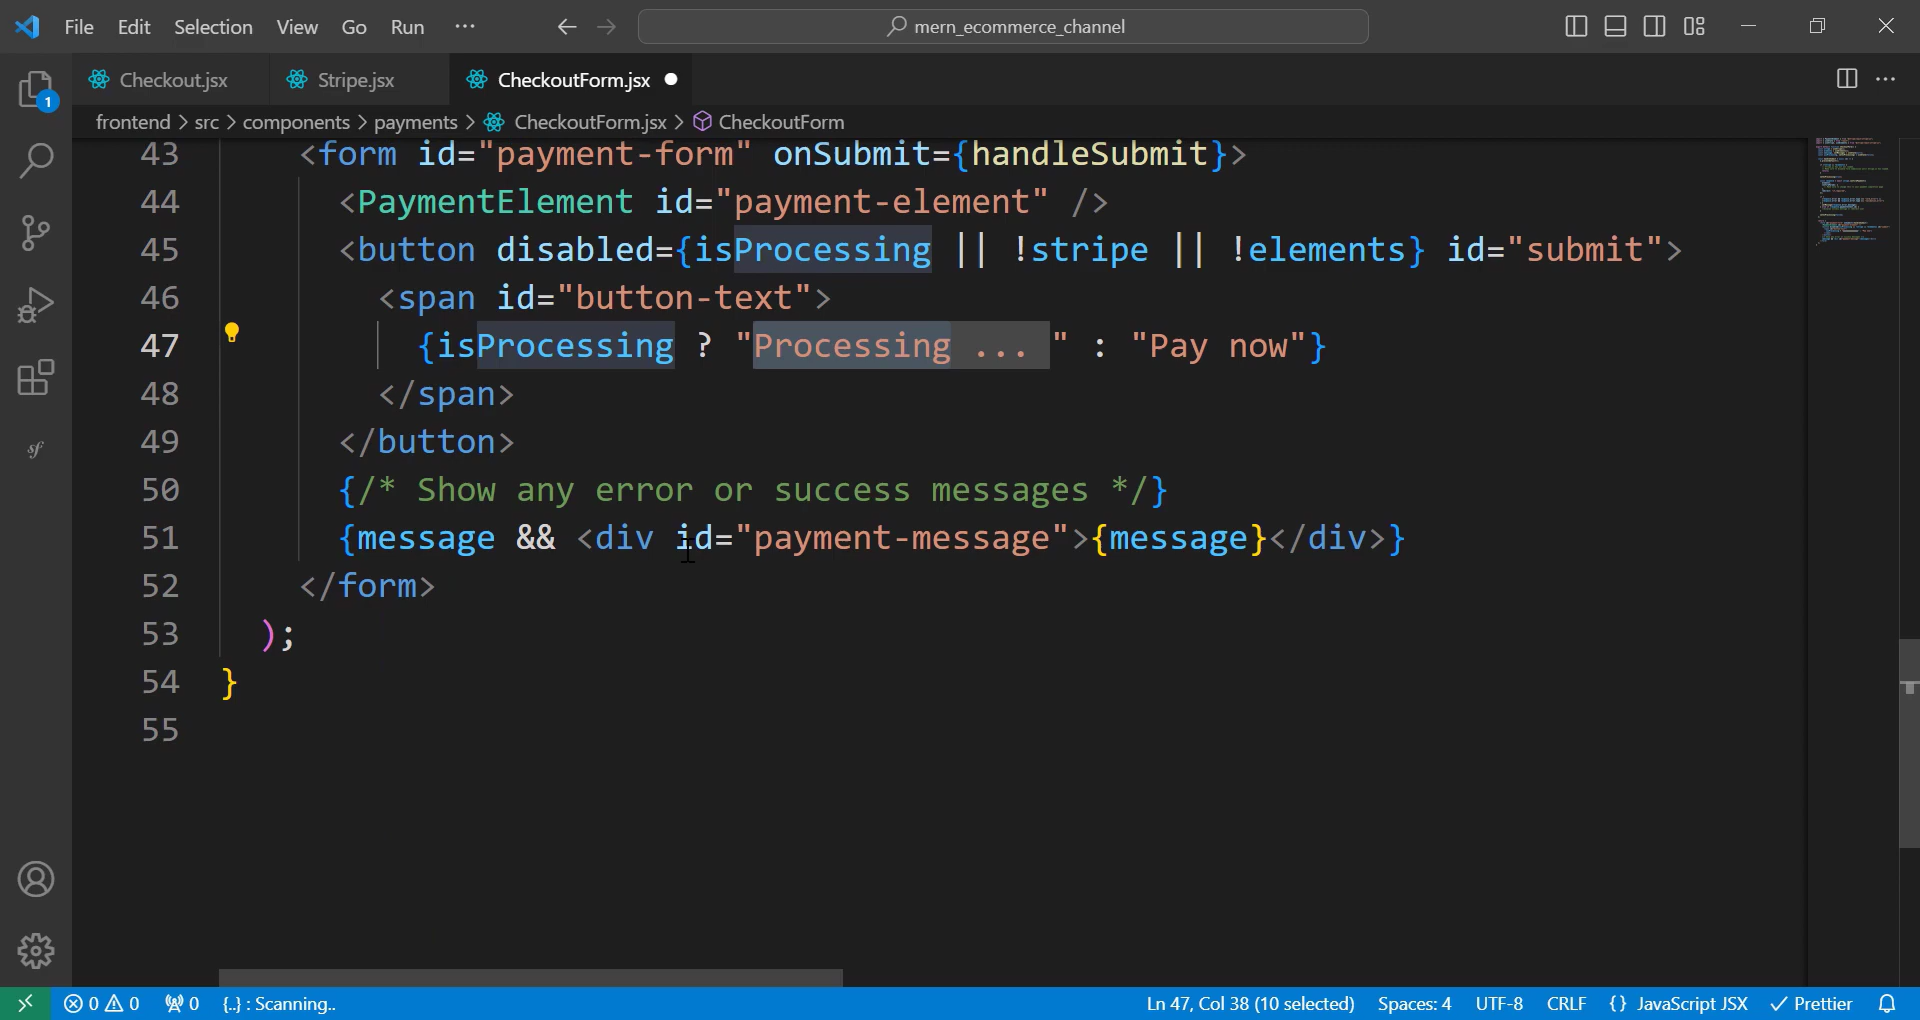 File Edit Selection View Go Run ··· mern_ecommerce_channel
Checkout.jsx Stripe.jsx CheckoutForm.jsx
frontend > src > components > payments > CheckoutForm.jsx > CheckoutForm
43 <form id="payment-form" onSubmit={handleSubmit}>
44 <PaymentElement id="payment-element" />
45 <button disabled={isProcessing || !stripe || !elements} id="submit">
46 <span id="button-text">
47 {isProcessing ? "Processing ... " : "Pay now"}
48 </span>
49 </button>
50 {/* Show any error or success messages */}
51 {message && <div id="payment-message">{message}</div>}
52 </form>
53 );
54 }
55
1
sf
0 0 0 {..} : Scanning.. Ln 47, Col 38 (10 selected) Spaces: 4 UTF-8 CRLF {} JavaScript JSX Prettier